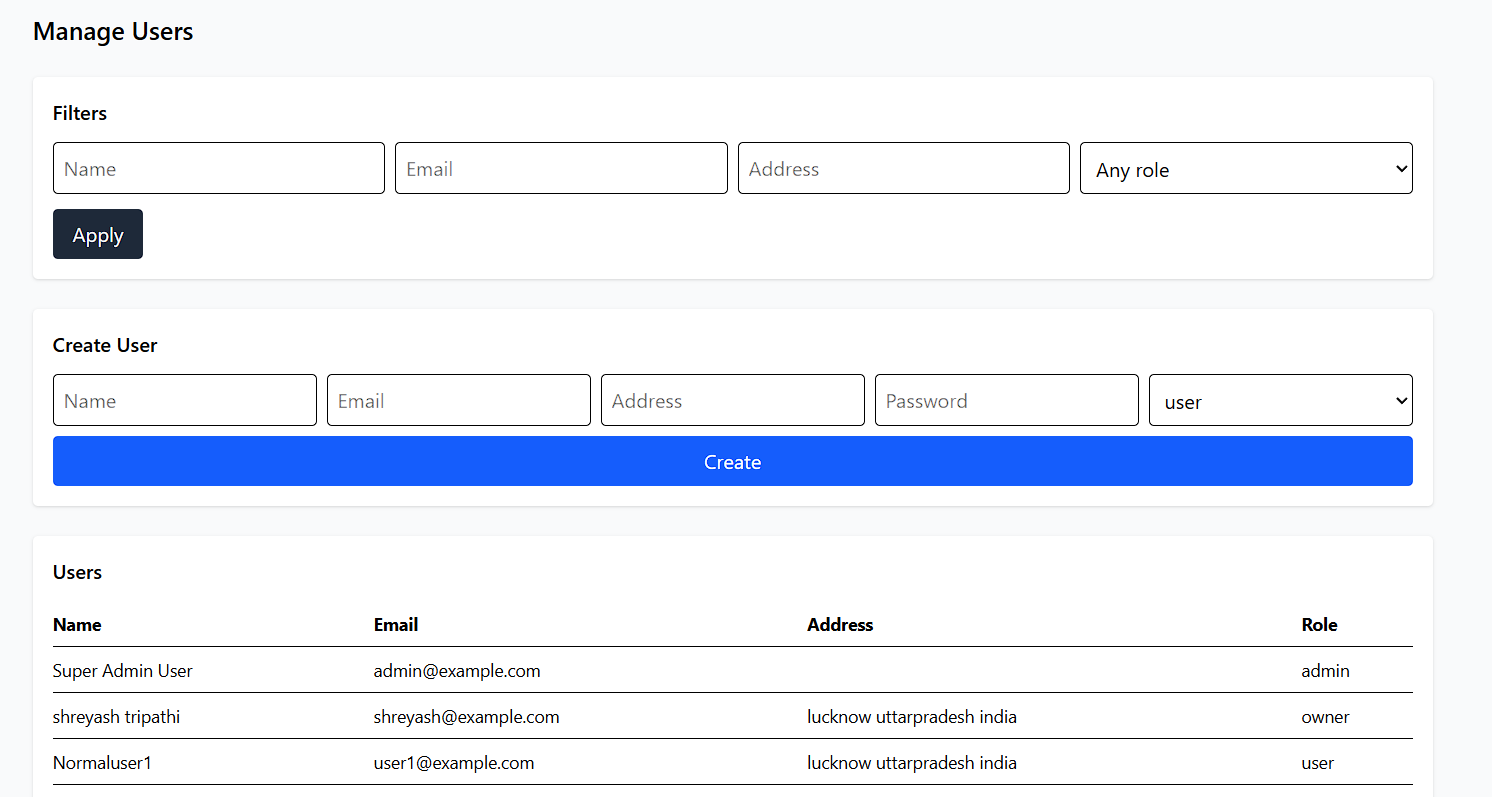 Manage Users
Filters
Name Email Address Any role
Apply
Create User
Name Email Address Password user
Create
Users
Name Email Address Role
Super Admin User admin@example.com admin
shreyash tripathi shreyash@example.com lucknow uttarpradesh india owner
Normaluser1 user1@example.com lucknow uttarpradesh india user